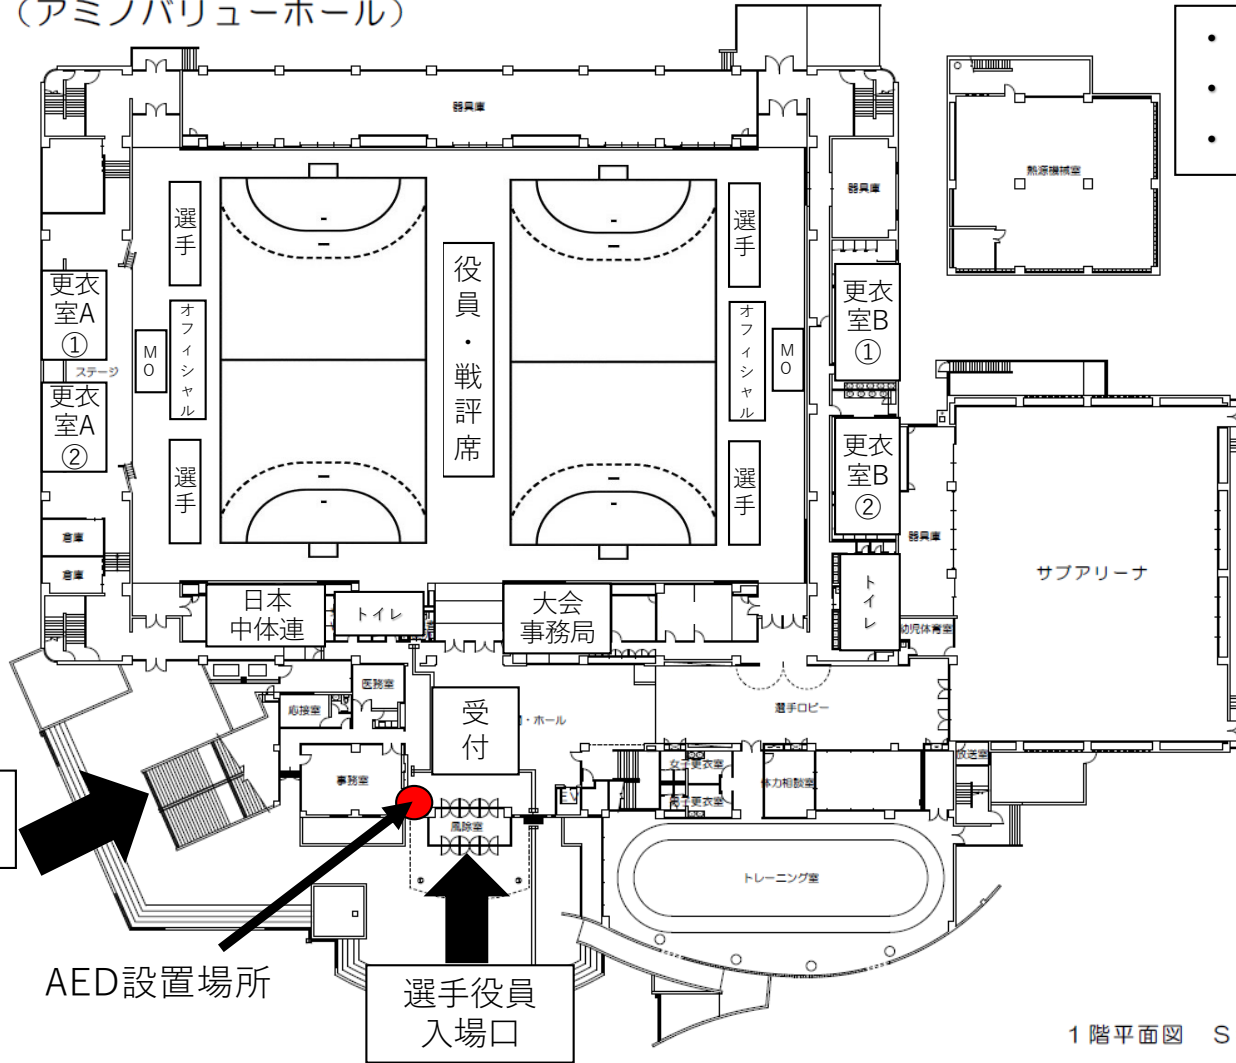 （アミノバリューホール）
器具庫
器具庫
熱源機械室
選手
選手
役員・戦評席
更衣
室A
①
更衣
室B
①
オフィシャル
オフィシャル
MO
MO
ステージ
更衣
室A
②
更衣
室B
②
選手
選手
倉庫
倉庫
器具庫
サブアリーナ
日本
中体連
トイレ
大会
事務局
トイレ
幼児体育室
医務室
応接室
受付
・ホール
選手ロビー
放送室
事務室
女子更衣室
体力相談室
男子更衣室
EV
風除室
トレーニング室
AED設置場所
選手役員
入場口
1階平面図 S